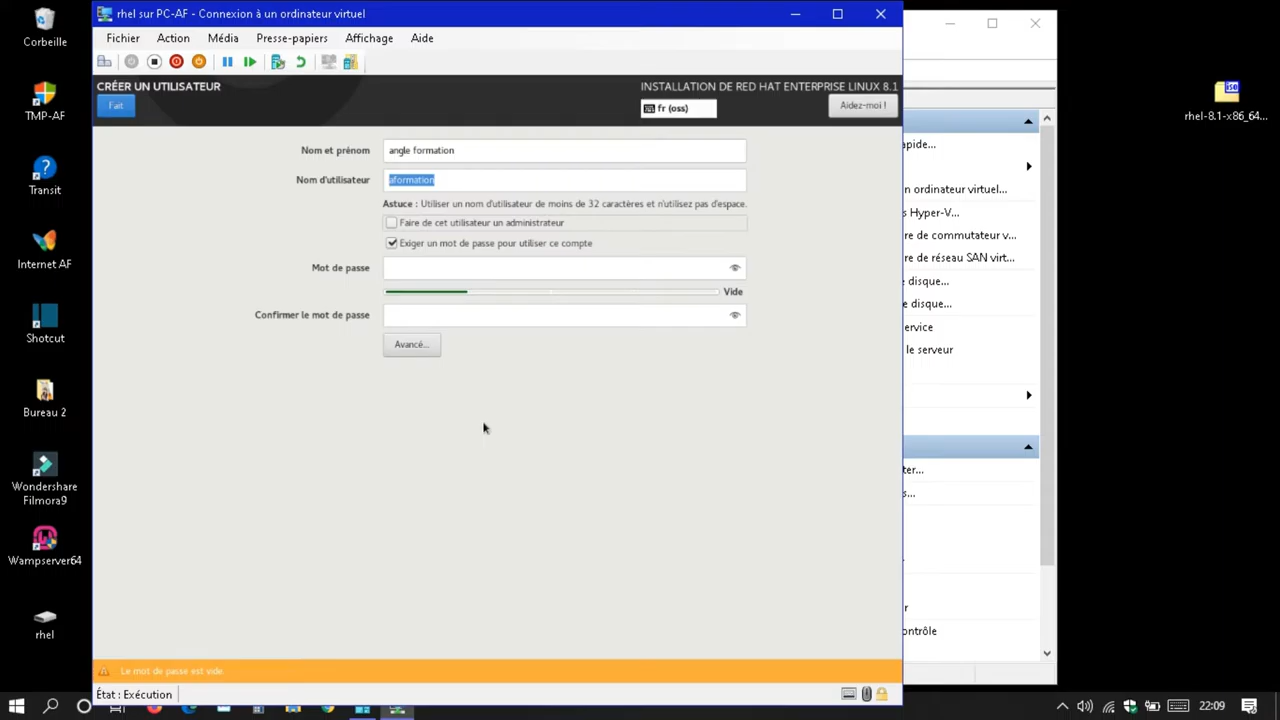 rhel sur PC-AF - Connexion à un ordinateur virtuel
Fichier Action Média Presse-papiers Affichage Aide
CRÉER UN UTILISATEUR
INSTALLATION DE RED HAT ENTERPRISE LINUX 8.1
Fait
fr (oss)
Aidez-moi !
Nom et prénom
angle formation
Nom d'utilisateur
aformation
Astuce : Utiliser un nom d'utilisateur de moins de 32 caractères et n'utilisez pas d'espace.
Faire de cet utilisateur un administrateur
Exiger un mot de passe pour utiliser ce compte
Mot de passe
Vide
Confirmer le mot de passe
Avancé...
Le mot de passe est vide.
État : Exécution
Corbeille
TMP-AF
Transit
Internet AF
Shotcut
Bureau 2
Wondershare
Filmora9
Wampserver64
rhel
apide...
n ordinateur virtuel...
s Hyper-V...
re de commutateur v...
re de réseau SAN virt...
e disque...
e disque...
ervice
le serveur
ter...
s...
r
ontrôle
ISO
rhel-8.1-x86_64...
22:09